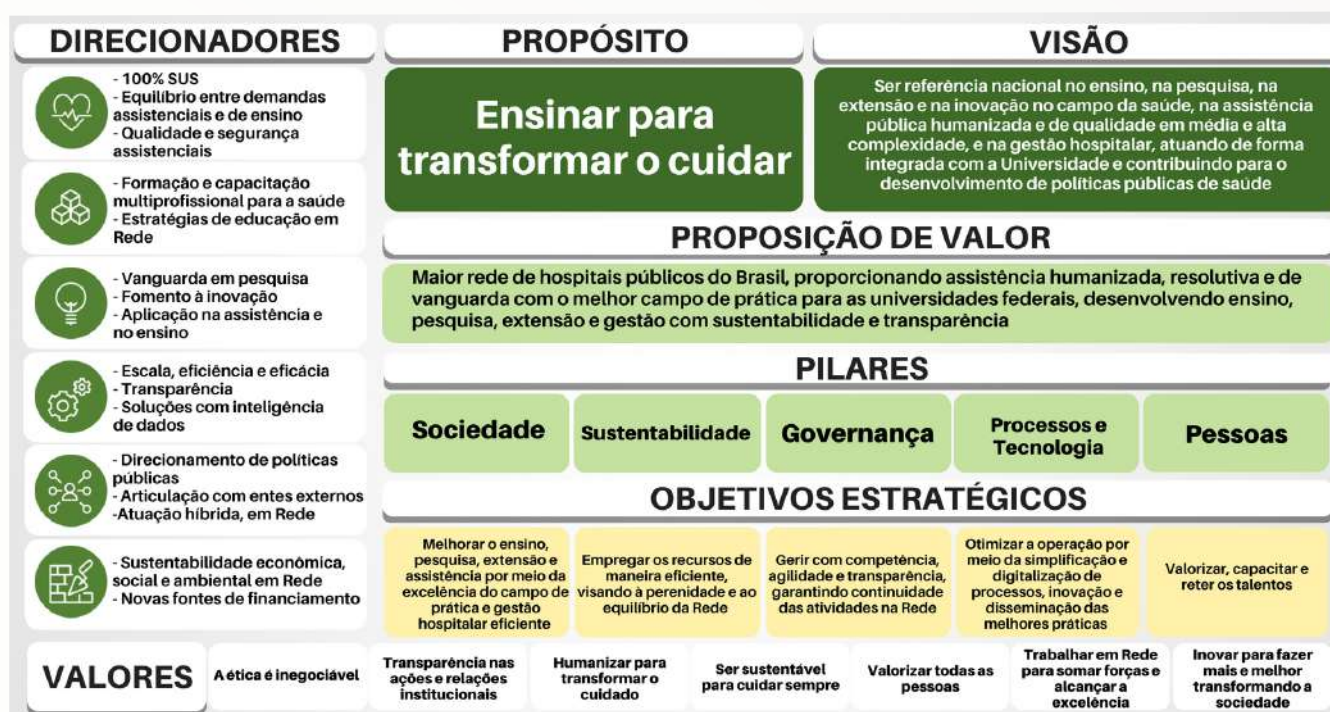 DIRECIONADORES
- 100% SUS
- Equilíbrio entre demandas
assistenciais e de ensino
- Qualidade e segurança
assistenciais
- Formação e capacitação
multiprofissional para a saúde
- Estratégias de educação em
Rede
- Vanguarda em pesquisa
- Fomento à inovação
- Aplicação na assistência e
no ensino
- Escala, eficiência e eficácia
- Transparência
- Soluções com inteligência
de dados
- Direcionamento de políticas
públicas
- Articulação com entes externos
-Atuação híbrida, em Rede
- Sustentabilidade econômica,
social e ambiental em Rede
- Novas fontes de financiamento
PROPÓSITO
Ensinar para
transformar o cuidar
VISÃO
Ser referência nacional no ensino, na pesquisa, na
extensão e na inovação no campo da saúde, na assistência
pública humanizada e de qualidade em média e alta
complexidade, e na gestão hospitalar, atuando de forma
integrada com a Universidade e contribuindo para o
desenvolvimento de políticas públicas de saúde
PROPOSIÇÃO DE VALOR
Maior rede de hospitais públicos do Brasil, proporcionando assistência humanizada, resolutiva e de
vanguarda com o melhor campo de prática para as universidades federais, desenvolvendo ensino,
pesquisa, extensão e gestão com sustentabilidade e transparência
PILARES
Sociedade
Sustentabilidade
Governança
Processos e
Tecnologia
Pessoas
OBJETIVOS ESTRATÉGICOS
Melhorar o ensino,
pesquisa, extensão e
assistência por meio da
excelência do campo de
prática e gestão
hospitalar eficiente
Empregar os recursos de
maneira eficiente,
visando à perenidade e ao
equilíbrio da Rede
Gerir com competência,
agilidade e transparência,
garantindo continuidade
das atividades na Rede
Otimizar a operação por
meio da simplificação e
digitalização de
processos, inovação e
disseminação das
melhores práticas
Valorizar, capacitar e
reter os talentos
VALORES
A ética é inegociável
Transparência nas
ações e relações
institucionais
Humanizar para
transformar o
cuidado
Ser sustentável
para cuidar sempre
Valorizar todas as
pessoas
Trabalhar em Rede
para somar forças e
alcançar a
excelência
Inovar para fazer
mais e melhor
transformando a
sociedade